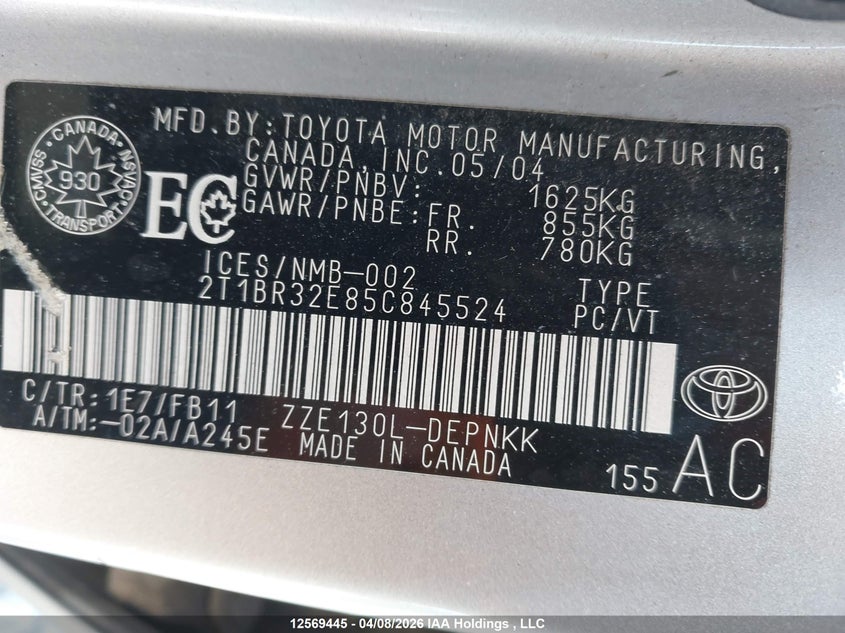 MFD.BY:TOYOTA MOTOR MANUFACTURING,
CANADA,INC.05/04
GVWR/PNBV: 1625KG
GAWR/PNBE:FR. 855KG
RR. 780KG
CANADA
CMVSS 930 NSVAC
TRANSPORT
EC
ICES/NMB-002
2T1BR32E85C845524 TYPE
PC/VT
C/TR:1E7/FB11 ZZE130L-DEPNKK
A/TM:-02A/A245E MADE IN CANADA
155 AC
12569445 - 04/08/2026 IAA Holdings , LLC